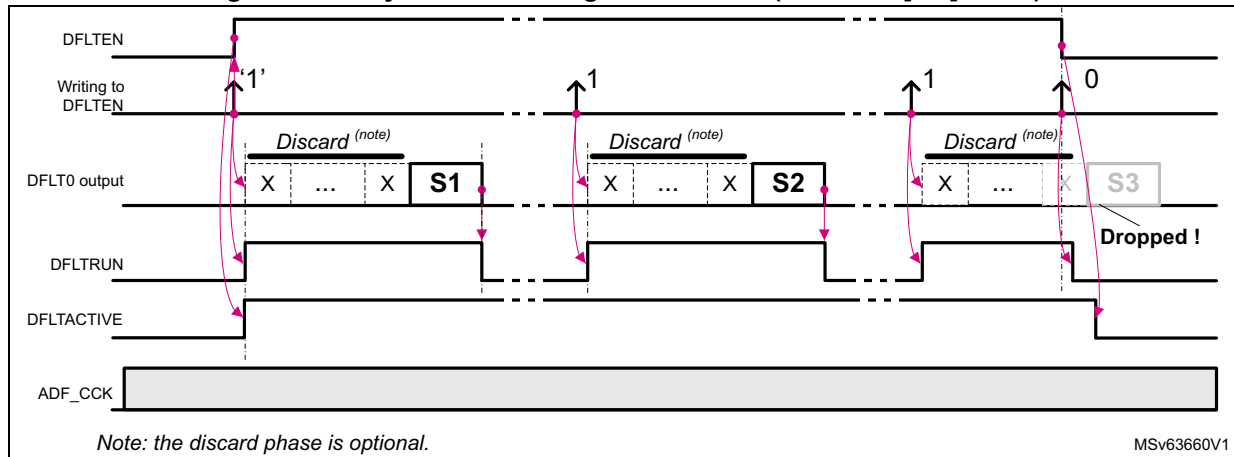 DFLTEN
Writing to
DFLTEN
‘1’ 1 1 0
Discard (note) Discard (note) Discard (note)
DFLT0 output
X ... X S1 X ... X S2 X ... X S3
Dropped !
DFLTRUN
DFLTACTIVE
ADF_CCK
Note: the discard phase is optional.
MSv63660V1